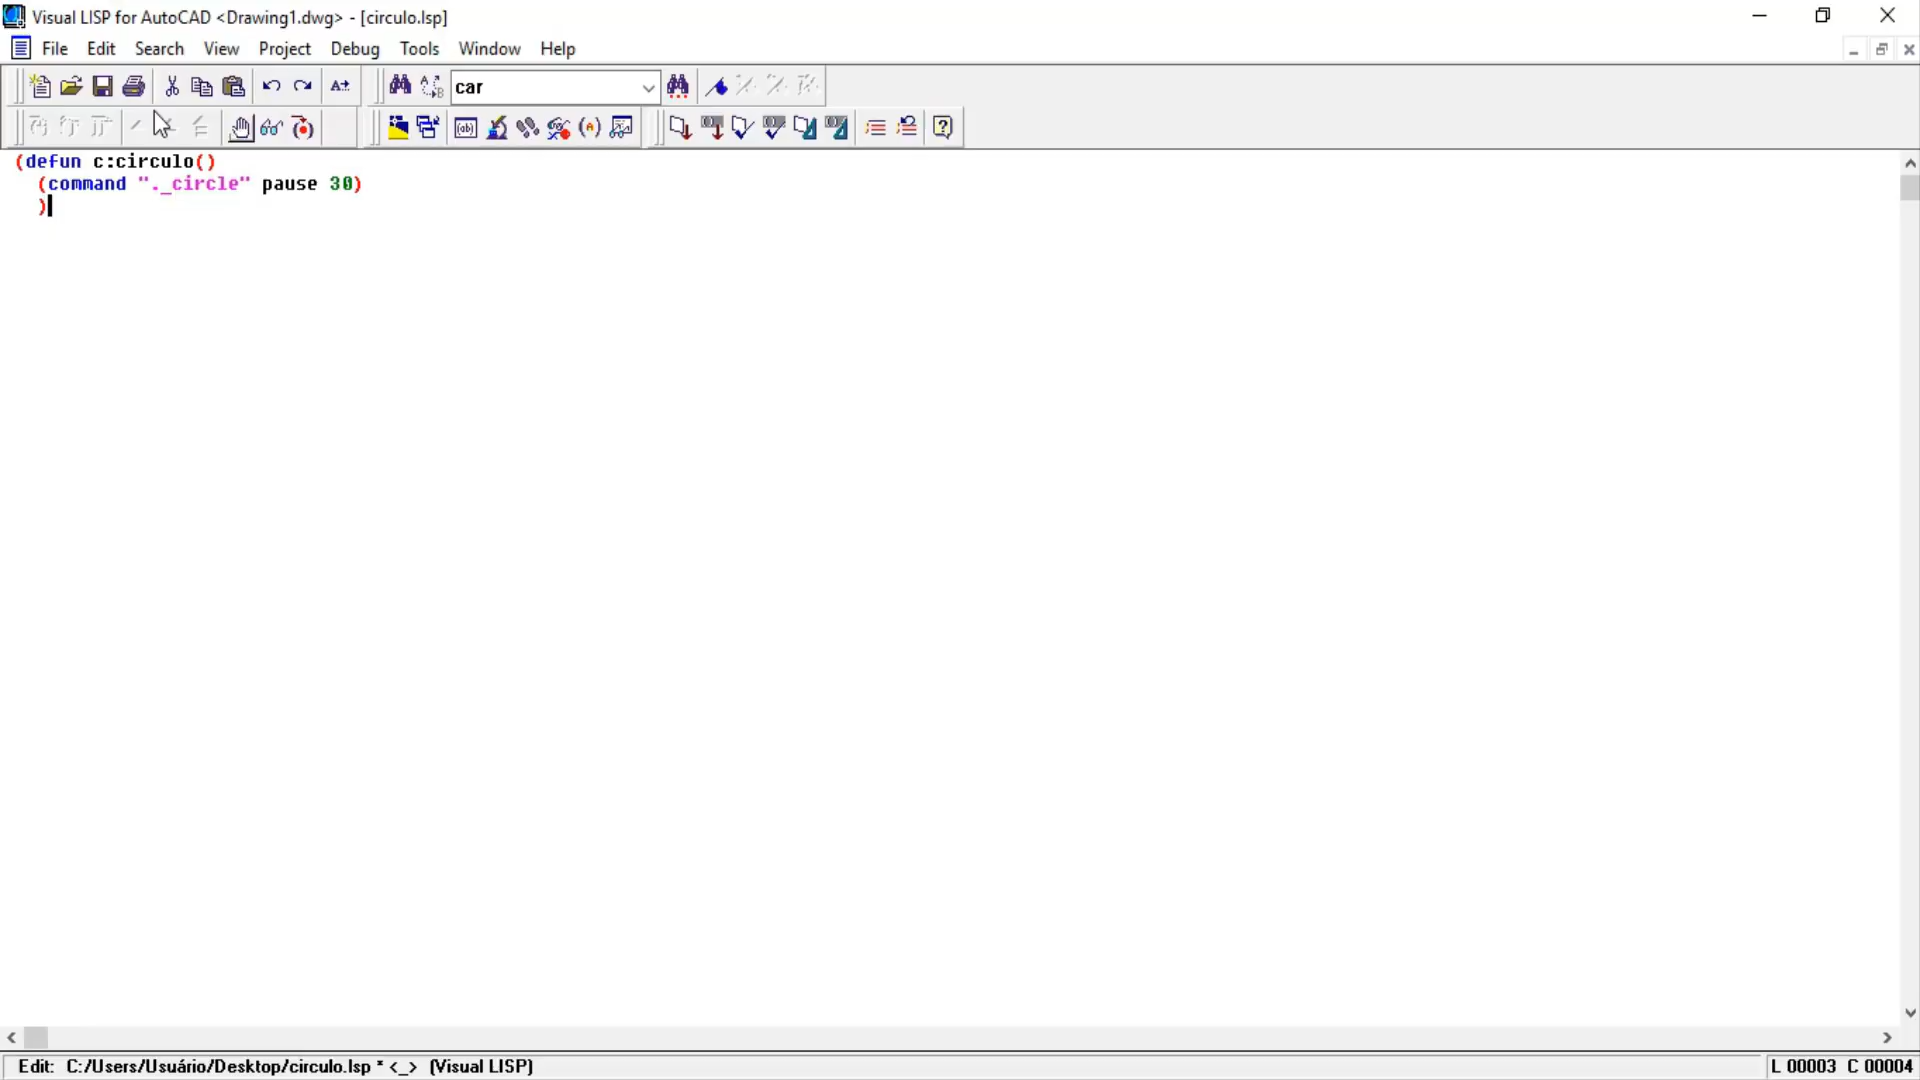 Visual LISP for AutoCAD <Drawing1.dwg> - [circulo.lsp]
File Edit Search View Project Debug Tools Window Help
car
(defun c:circulo()
(command "._circle" pause 30)
)
Edit: C:/Users/Usuário/Desktop/circulo.lsp * <_> (Visual LISP) L 00003 C 00004